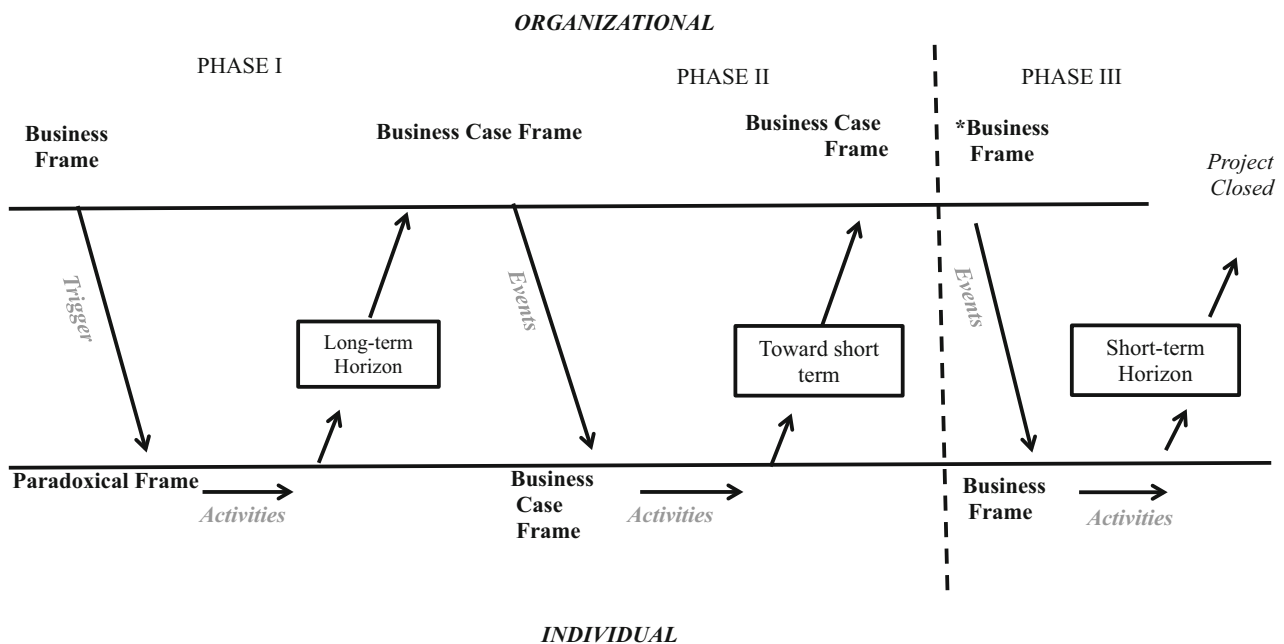 ORGANIZATIONAL
PHASE I
PHASE II
PHASE III
Business
Frame
Business Case Frame
Business Case
Frame
*Business
Frame
Project
Closed
Trigger
Events
Events
Long-term
Horizon
Toward short
term
Short-term
Horizon
Paradoxical Frame
Activities
Business
Case
Frame
Activities
Business
Frame
Activities
INDIVIDUAL